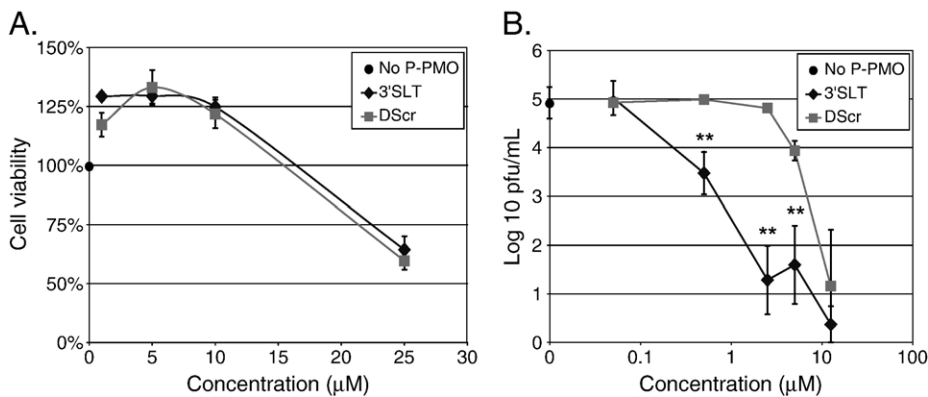 A.
150%
125%
100%
75%
50%
0%
Cell viability
0
5
10
15
20
25
30
Concentration (µM)
No P-PMO
3'SLT
DScr
B.
6
5
4
3
2
1
0
Log 10 pfu/mL
**
**
**
0
0.1
1
10
100
Concentration (µM)
No P-PMO
3'SLT
DScr